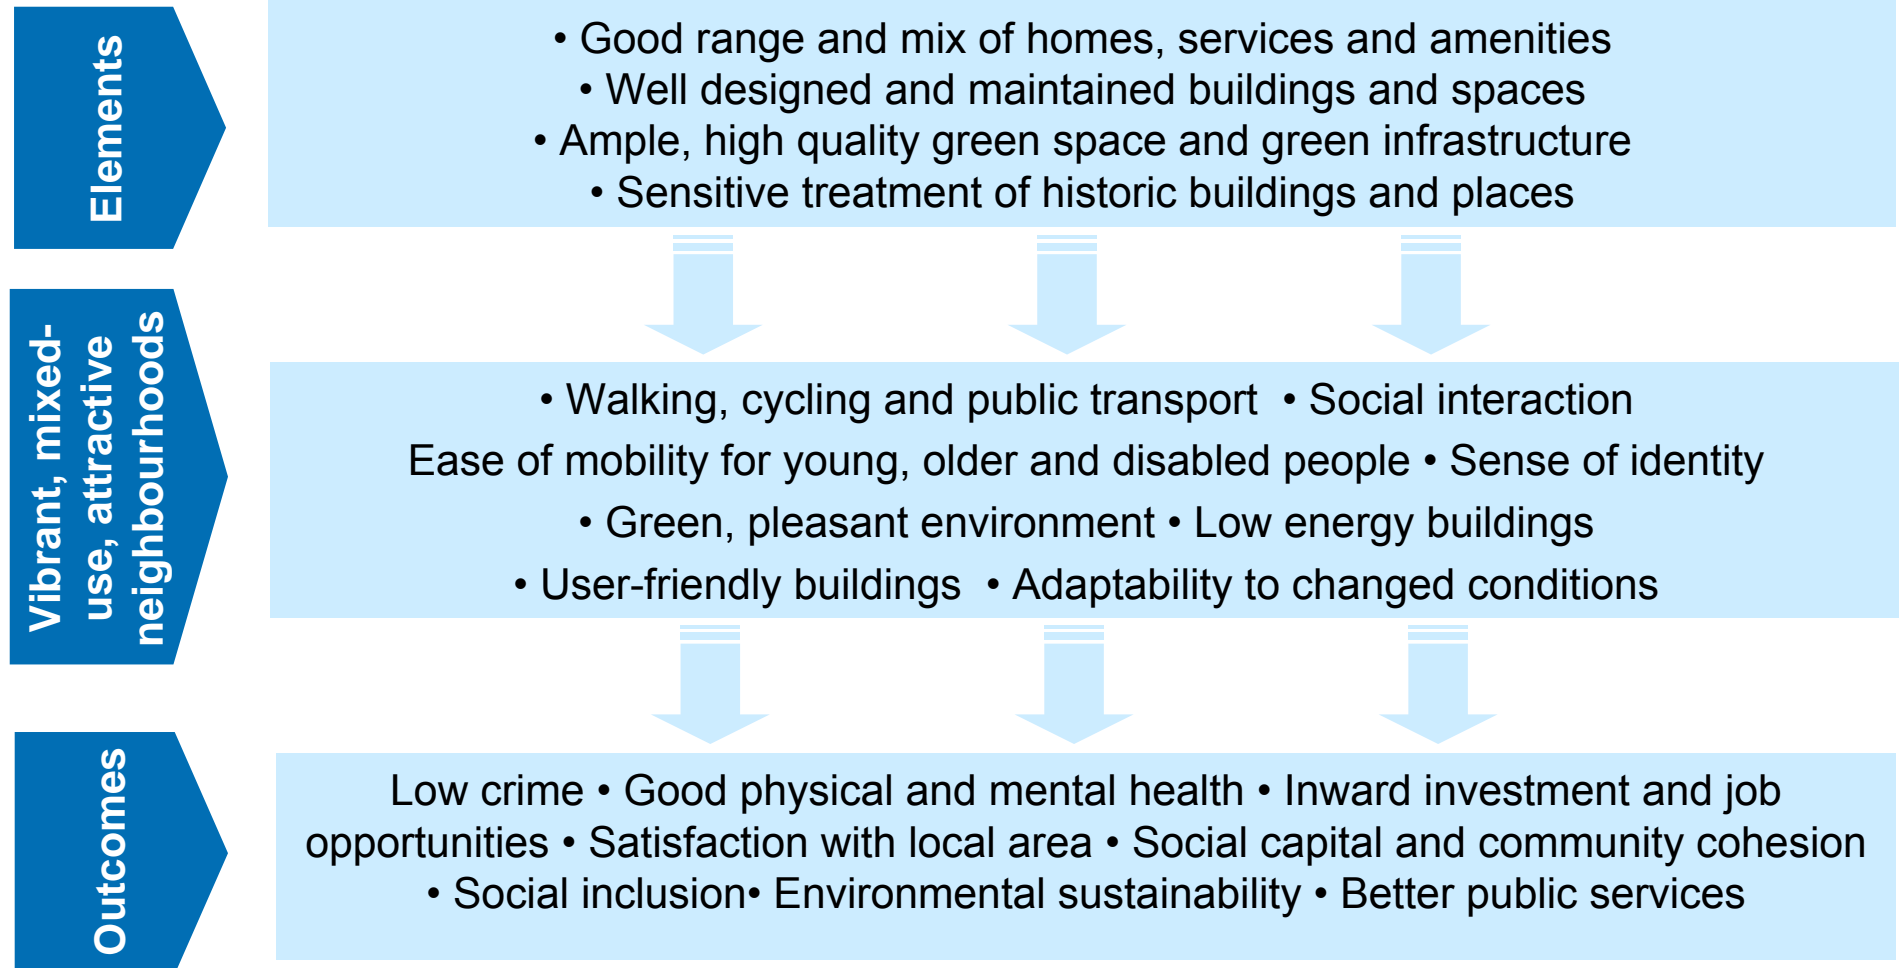 Elements
• Good range and mix of homes, services and amenities
• Well designed and maintained buildings and spaces
• Ample, high quality green space and green infrastructure
• Sensitive treatment of historic buildings and places
Vibrant, mixed-
use, attractive
neighbourhoods
• Walking, cycling and public transport • Social interaction
Ease of mobility for young, older and disabled people • Sense of identity
• Green, pleasant environment • Low energy buildings
• User-friendly buildings • Adaptability to changed conditions
Outcomes
Low crime • Good physical and mental health • Inward investment and job
opportunities • Satisfaction with local area • Social capital and community cohesion
• Social inclusion• Environmental sustainability • Better public services